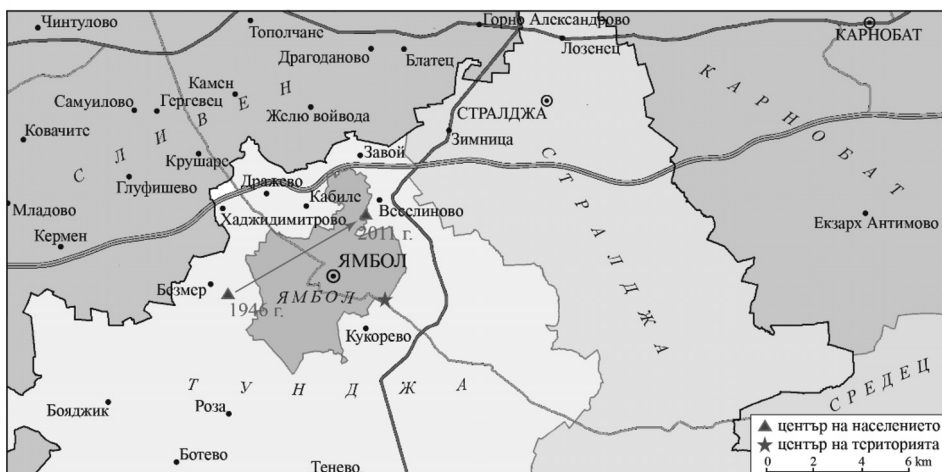 Чинтулово
Тополчане
Горно Александрово
КАРНОБАТ
Лозенец
Драгоданово
Блатец
Камен
Самуилово
Гергевец
Желю войвода
СТРАЛДЖА
Ковачите
Зимница
Крушаре
Завой
СЛИВЕН
КАРНОБАТ
Глуфишево
Дражево
Кабиле
Веселиново
Младово
Хаджидимитрово
Екзарх Антимово
2011 г.
Кермен
ЯМБОЛ
СТРАЛДЖА
Безмер
ЯМБОЛ
1946 г.
Кукорево
ТУНДЖА
СРЕДЕЦ
Бояджик
Роза
център на населението
център на територията
Ботево
Тенево
0 2 4 6 km